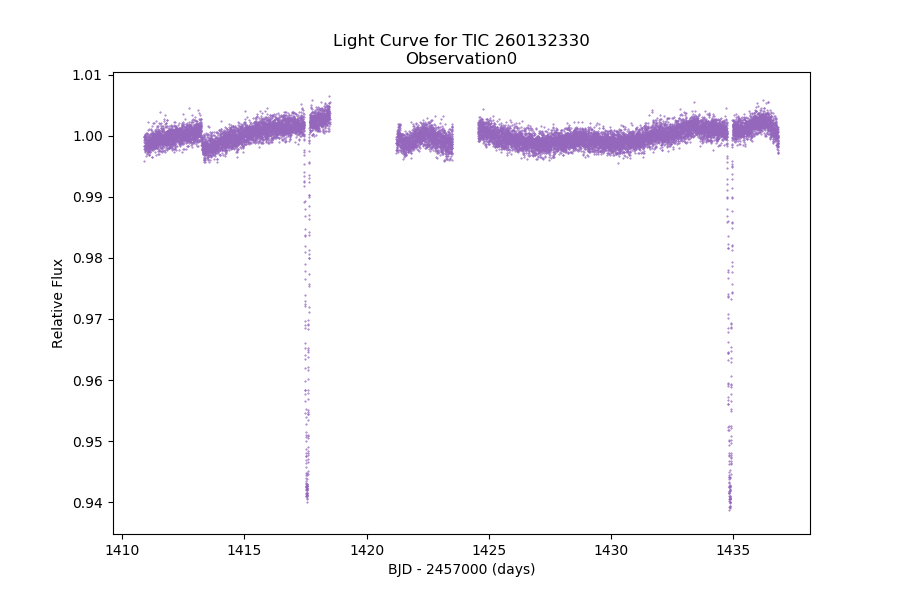 Light Curve for TIC 260132330
Observation0
1.01
1.00
0.99
0.98
0.97
0.96
0.95
0.94
Relative Flux
1410 1415 1420 1425 1430 1435
BJD - 2457000 (days)